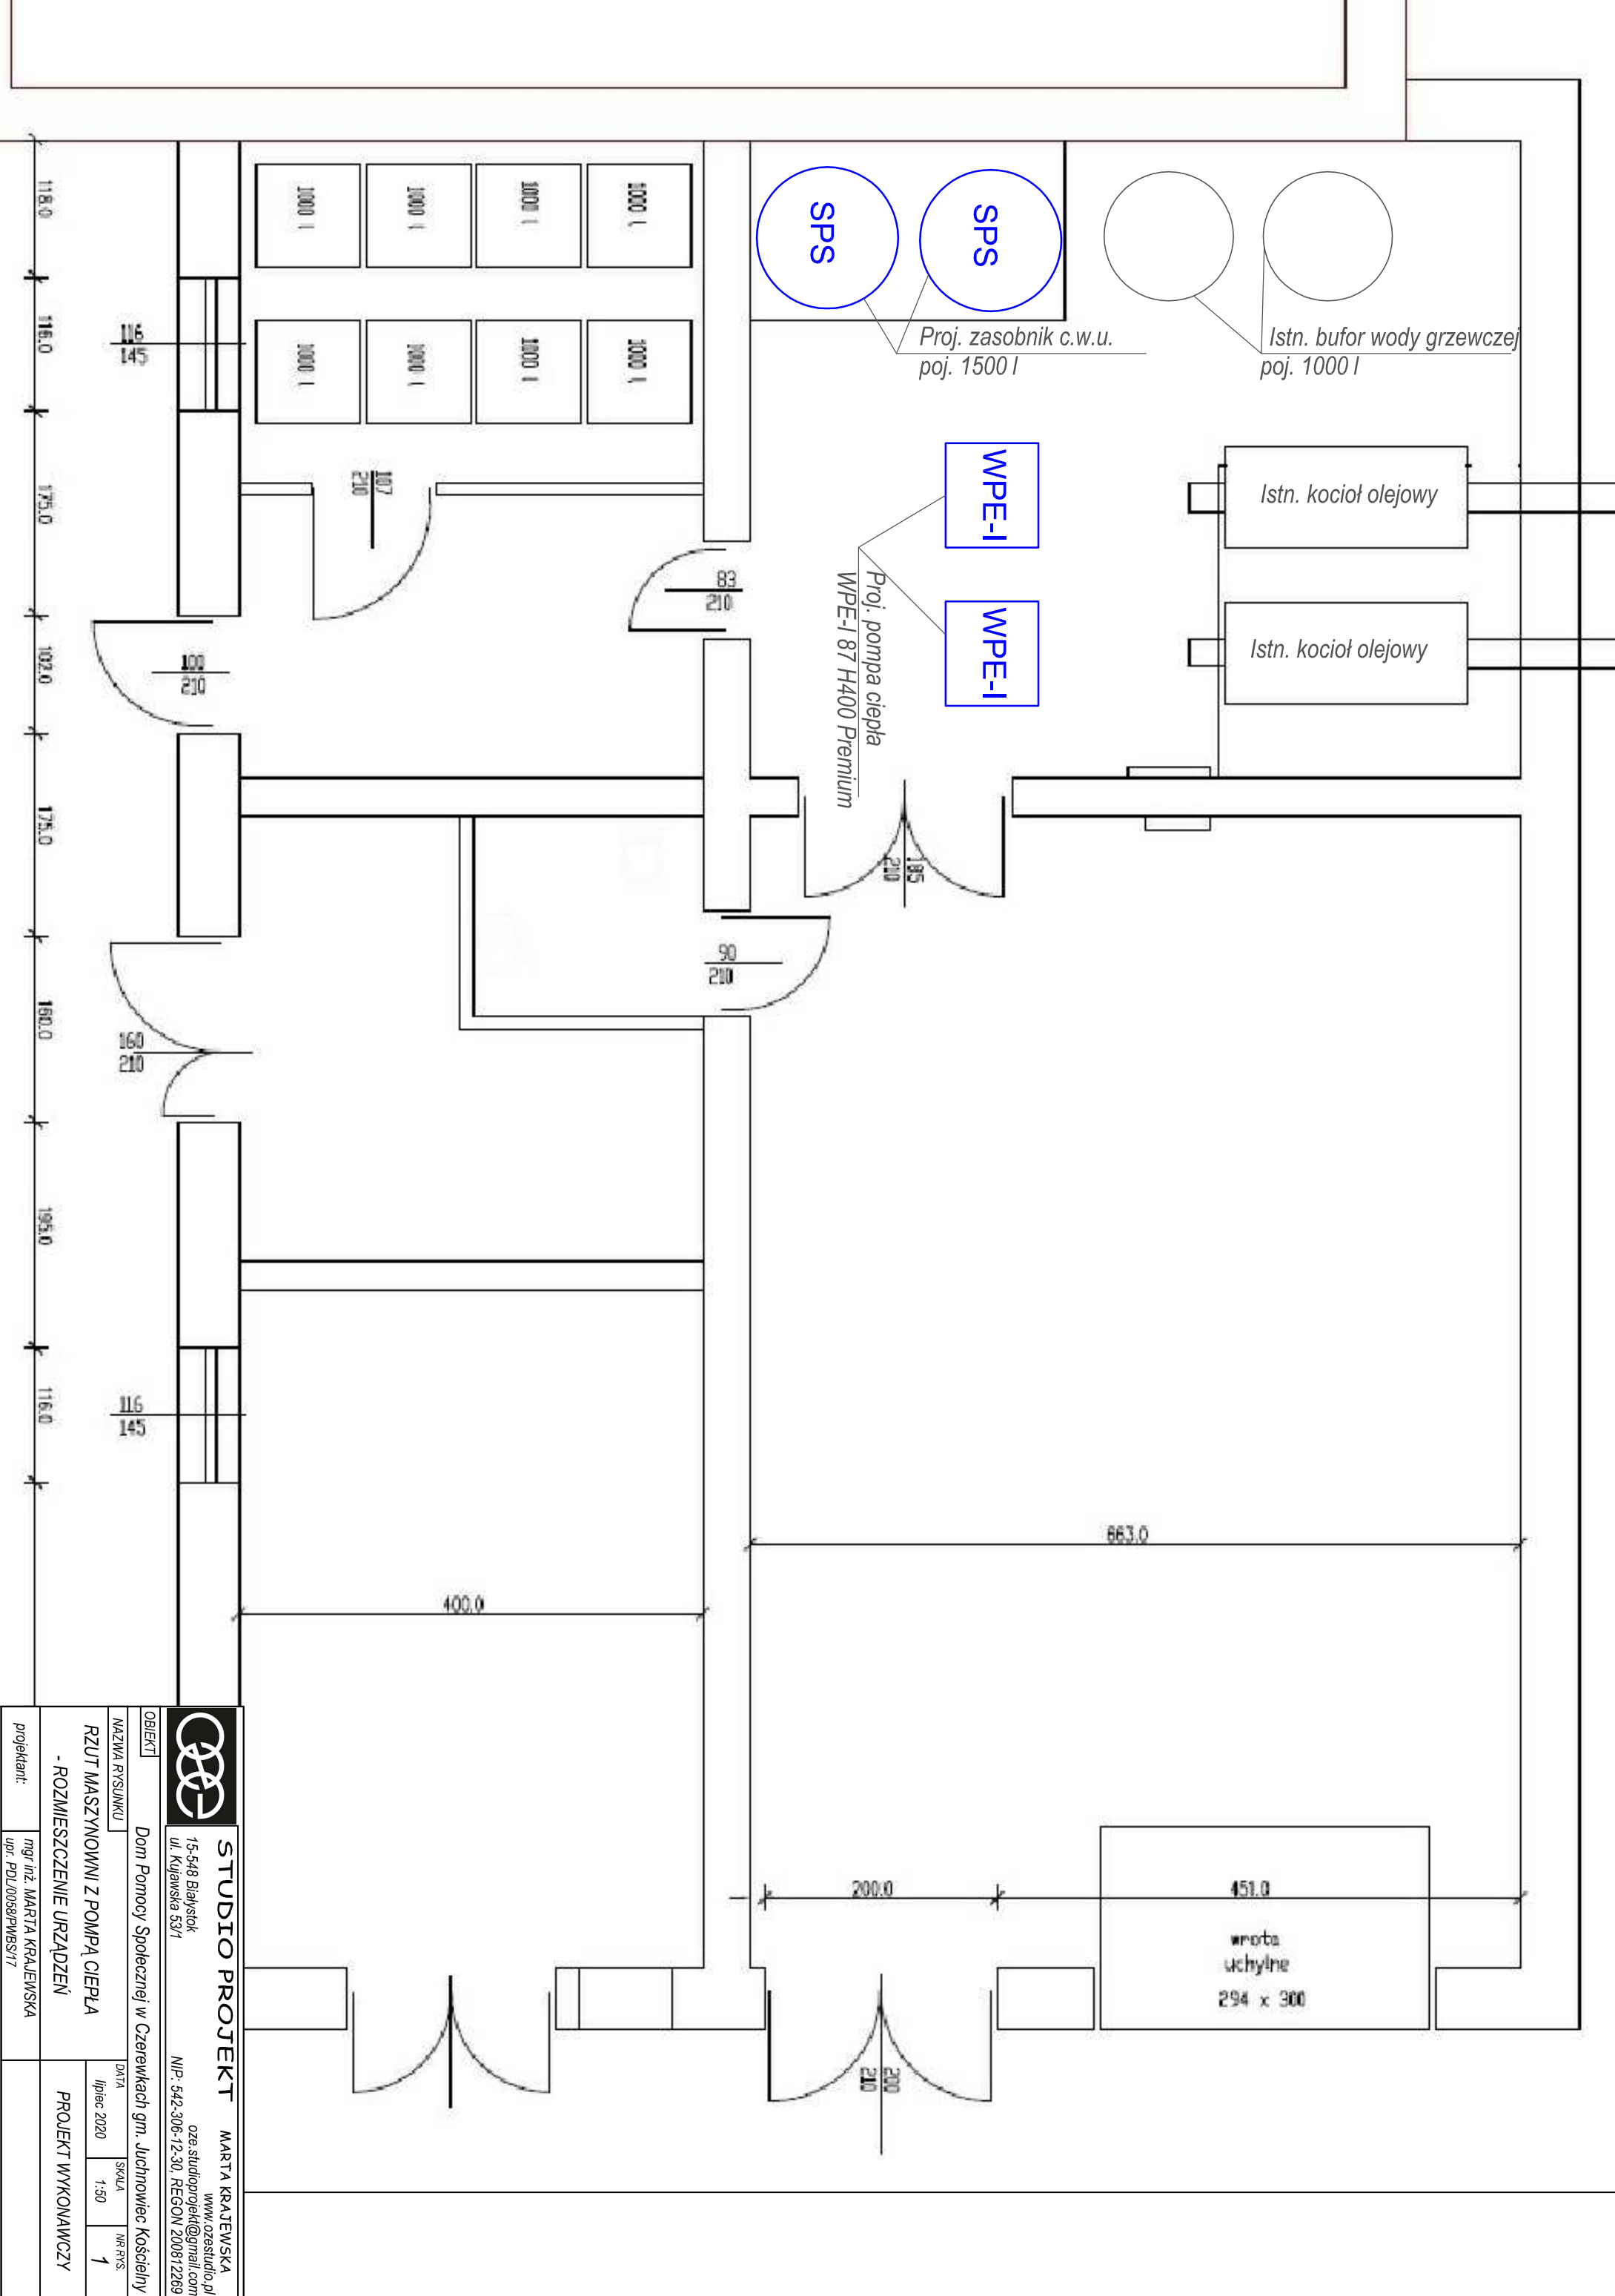 118.0
116.0
175.0
102.0
175.0
160.0
195.0
116.0
116
145
1000 l
1000 l
1000 l
1000 l
1000 l
1000 l
1000 l
1000 l
SPS
SPS
Proj. zasobnik c.w.u.
poj. 1500 l
Istn. bufor wody grzewczej
poj. 1000 l
107
210
WPE-I
WPE-I
Proj. pompa ciepła
WPE-I 87 H400 Premium
Istn. kocioł olejowy
Istn. kocioł olejowy
83
210
100
210
185
210
90
210
160
210
116
145
663.0
400.0
200.0
451.0
wrota
uchylne
294 x 300
200
210
STUDIO PROJEKT MARTA KRAJEWSKA
www.ozestudio.pl
15-548 Białystok
oze.studioprojekt@gmail.com
ul. Kujawska 53/1
NIP: 542-306-12-30, REGON 200812269
OBIEKT
Dom Pomocy Społecznej w Czerewkach gm. Juchnowiec Kościelny
NAZWA RYSUNKU
RZUT MASZYNOWNI Z POMPĄ CIEPŁA
- ROZMIESZCZENIE URZĄDZEŃ
DATA
lipiec 2020
SKALA
1:50
NR RYS.
1
PROJEKT WYKONAWCZY
projektant:
mgr inż. MARTA KRAJEWSKA
upr. PDL/0058/PWBS/17